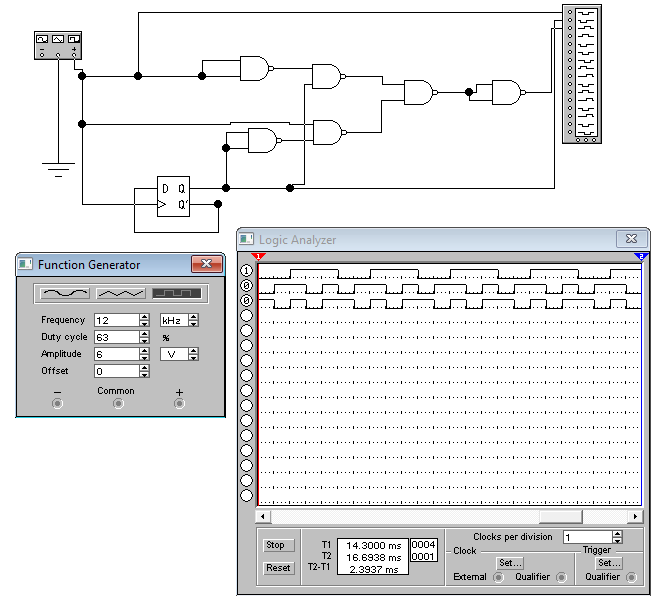 D Q
Q'
− +
Function Generator
Frequency 12 kHz
Duty cycle 63 %
Amplitude 6 V
Offset 0
− Common +
Logic Analyzer
1 2
1
0
0
Stop
Reset
T1 14.3000 ms 0004
T2 16.6938 ms 0001
T2-T1 2.3937 ms
Clocks per division 1
Clock Trigger
Set... Set...
External Qualifier Qualifier